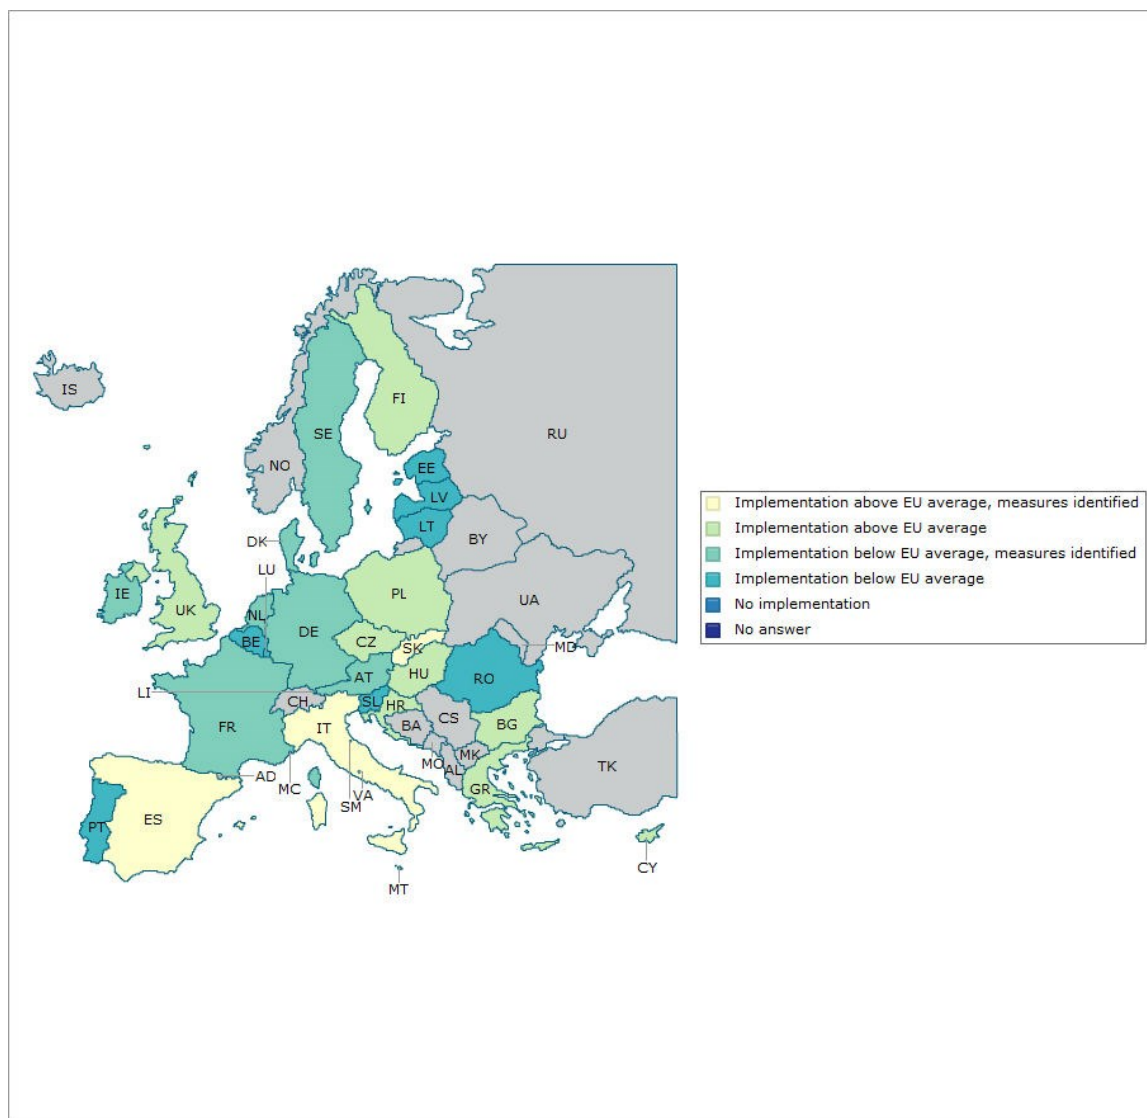 IS
FI
SE
RU
NO
EE
LV
LT
DK
BY
LU
IE
UK
NL
PL
UA
DE
BE
CZ
SK
MD
AT
HU
RO
LI
CH
SL
HR
FR
IT
BA
CS
BG
MK
MO
AL
TK
AD
MC
SM
VA
GR
ES
PT
CY
MT
Implementation above EU average, measures identified
Implementation above EU average
Implementation below EU average, measures identified
Implementation below EU average
No implementation
No answer